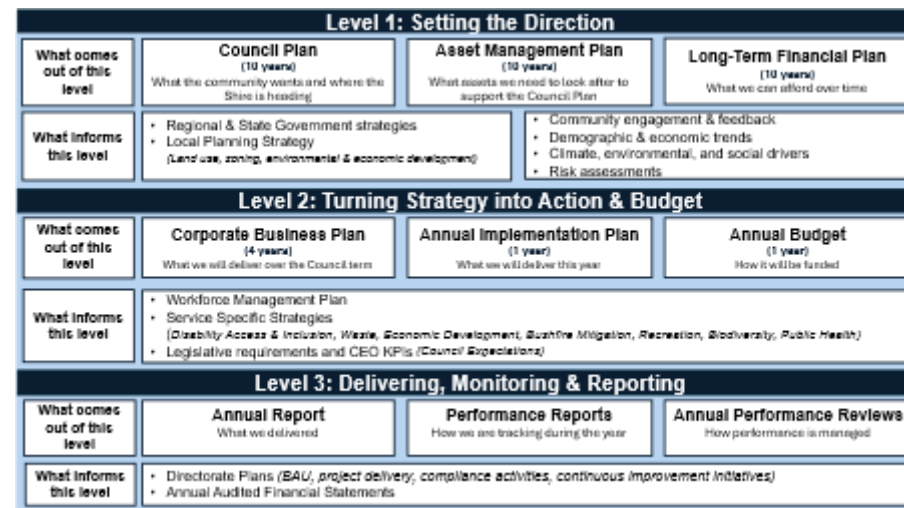 Level 1: Setting the Direction
What comes
out of this
level
Council Plan
(10 years)
What the community wants and where the
Shire is heading
Asset Management Plan
(10 years)
What assets we need to look after to
support the Council Plan
Long-Term Financial Plan
(10 years)
What we can afford over time
What informs
this level
• Regional & State Government strategies
• Local Planning Strategy
(Land use, zoning, environmental & economic development)
• Community engagement & feedback
• Demographic & economic trends
• Climate, environmental, and social drivers
• Risk assessments
Level 2: Turning Strategy into Action & Budget
What comes
out of this
level
Corporate Business Plan
(4 years)
What we will deliver over the Council term
Annual Implementation Plan
(1 year)
What we will deliver this year
Annual Budget
(1 year)
How it will be funded
What informs
this level
• Workforce Management Plan
• Service Specific Strategies
(Disability Access & Inclusion, Waste, Economic Development, Bushfire Mitigation, Recreation, Biodiversity, Public Health)
• Legislative requirements and CEO KPIs (Council Expectations)
Level 3: Delivering, Monitoring & Reporting
What comes
out of this
level
Annual Report
What we delivered
Performance Reports
How we are tracking during the year
Annual Performance Reviews
How performance is managed
What informs
this level
• Directorate Plans (BAU, project delivery, compliance activities, continuous improvement initiatives)
• Annual Audited Financial Statements